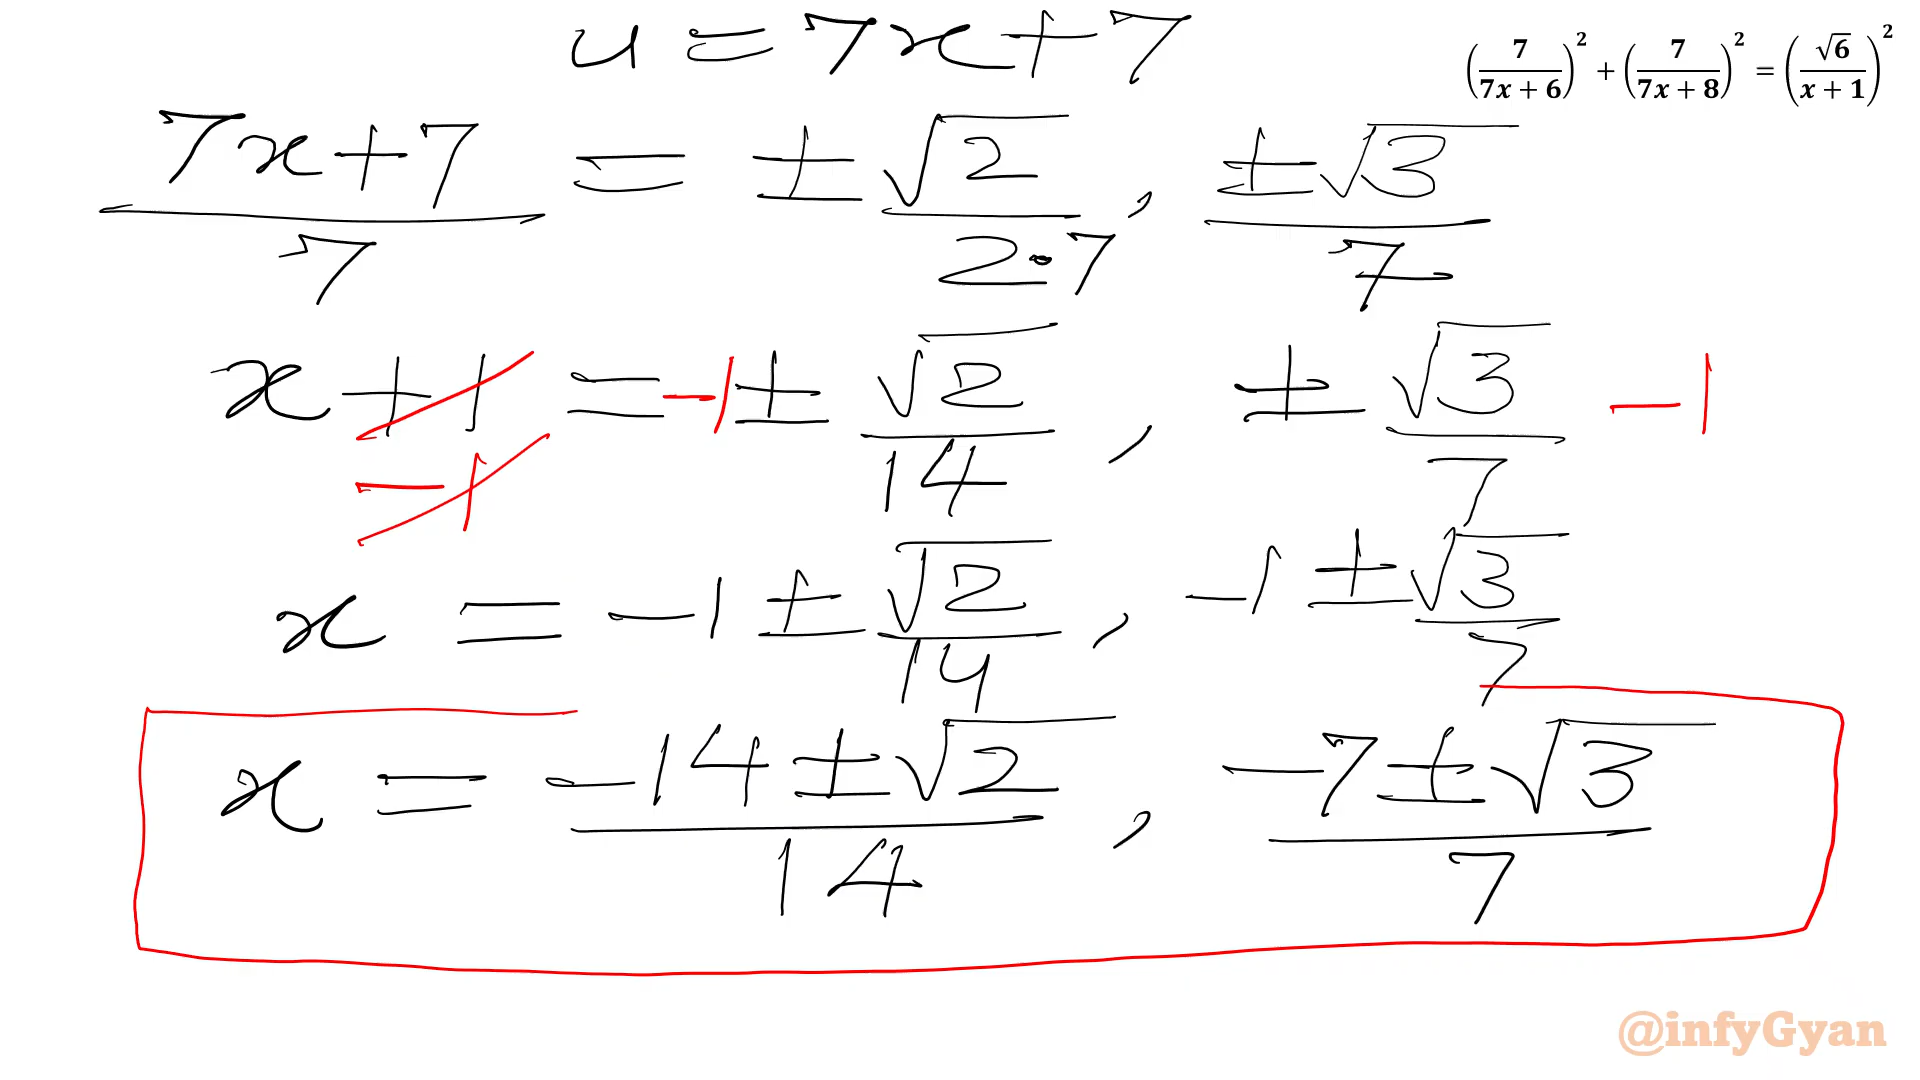 u = 7x + 7
(7/(7x + 6))² + (7/(7x + 8))² = (√6/(x + 1))²
(7x + 7)/7 = ±√2/(2·7), ±√3/7
x + 1 - 1 = -1 ± √2/14, ±√3/7 - 1
x = -1 ± √2/14, -1 ± √3/7
x = (-14 ± √2)/14, (-7 ± √3)/7
@infyGyan